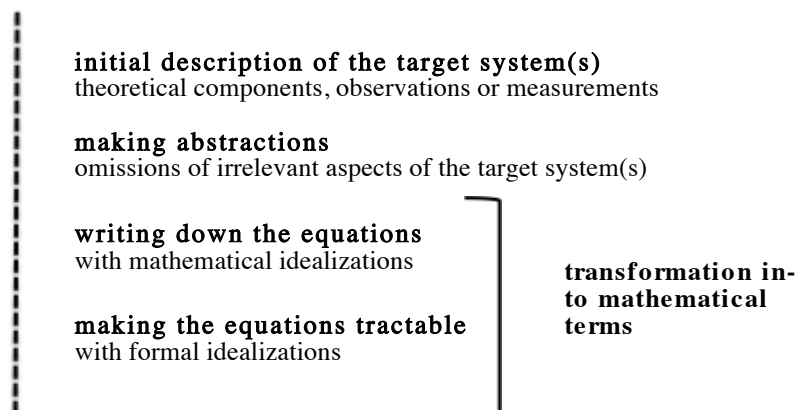 initial description of the target system(s)
theoretical components, observations or measurements
making abstractions
omissions of irrelevant aspects of the target system(s)
writing down the equations
with mathematical idealizations
making the equations tractable
with formal idealizations
transformation in-
to mathematical
terms